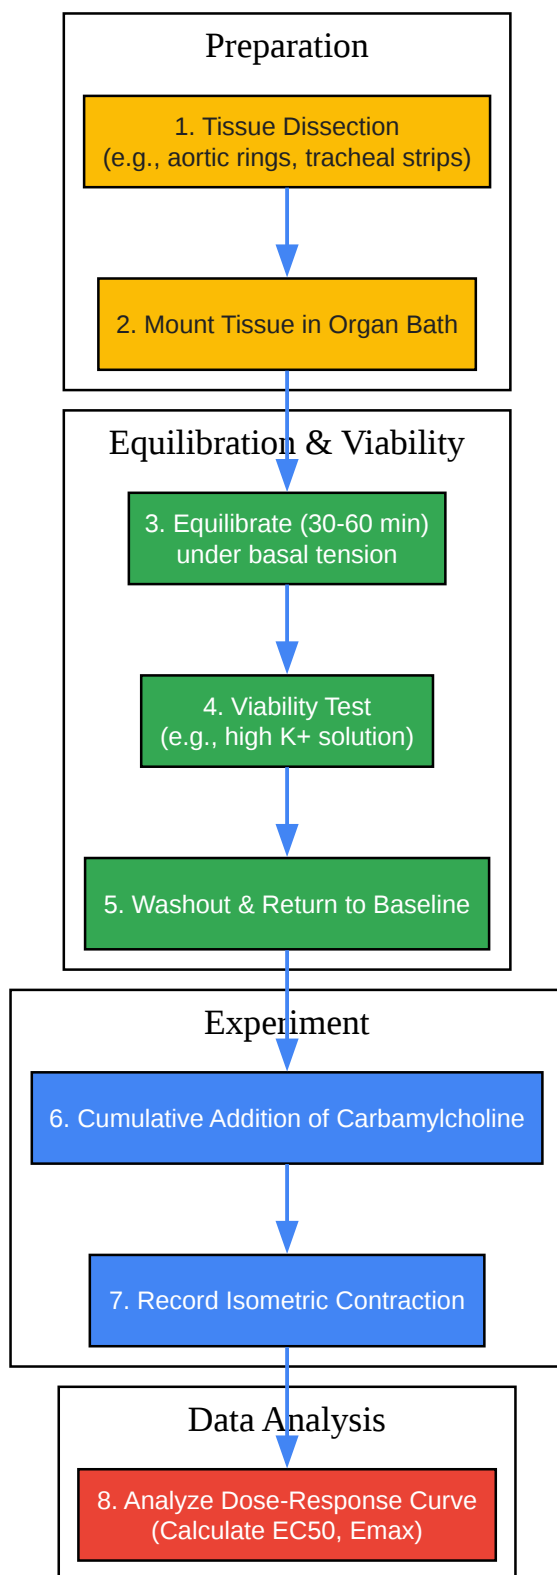 Preparation
1. Tissue Dissection
(e.g., aortic rings, tracheal strips)
2. Mount Tissue in Organ Bath
Equilibration & Viability
3. Equilibrate (30-60 min)
under basal tension
4. Viability Test
(e.g., high K+ solution)
5. Washout & Return to Baseline
Experiment
6. Cumulative Addition of Carbamylcholine
7. Record Isometric Contraction
Data Analysis
8. Analyze Dose-Response Curve
(Calculate EC50, Emax)